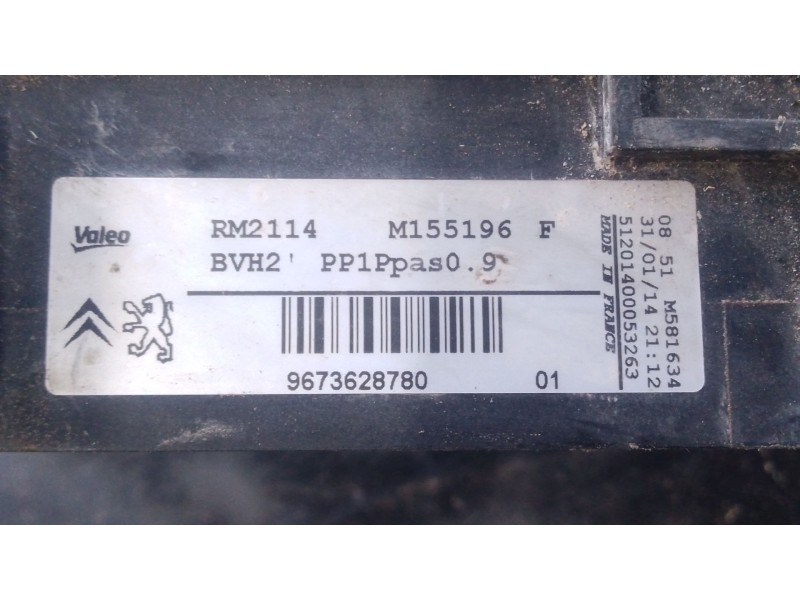 Valeo
RM2114 M155196 F
BVH2' PP1Ppas0.9
9673628780 01
08 51 M581634
31/01/14 21:12
51201400053263
MADE IN FRANCE